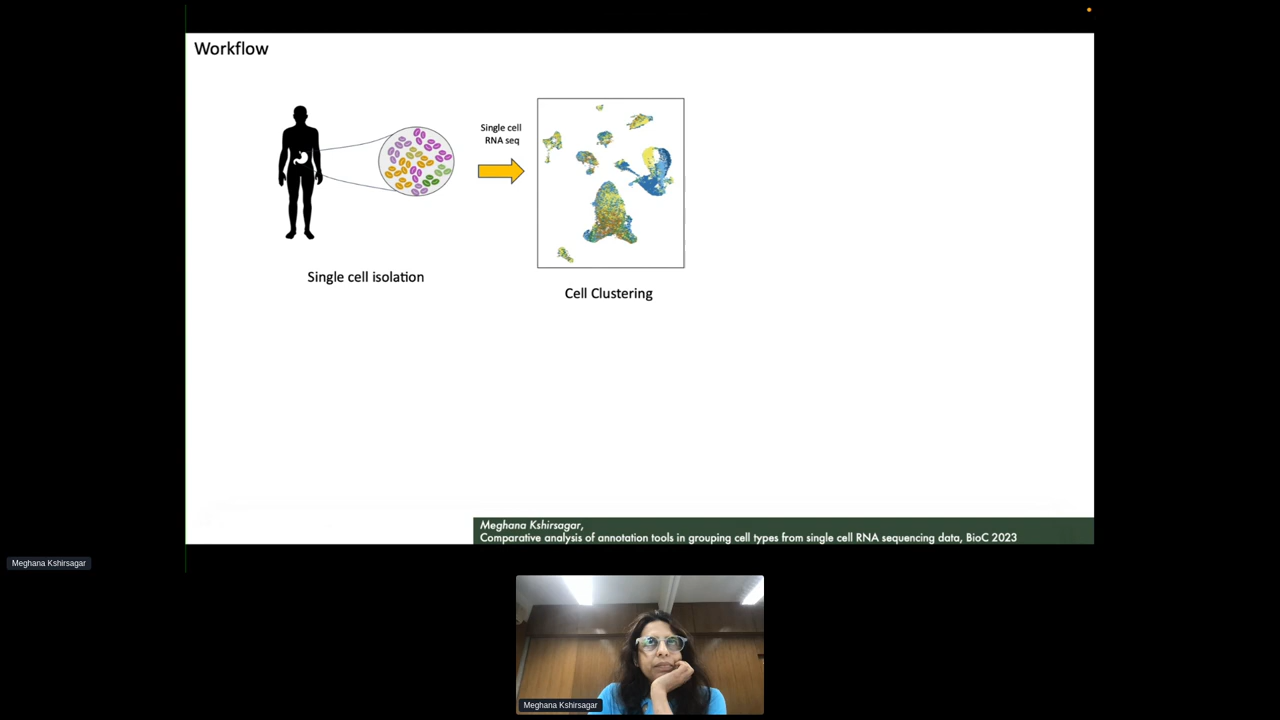 Workflow
Single cell
RNA seq
Single cell isolation
Cell Clustering
Meghana Kshirsagar,
Comparative analysis of annotation tools in grouping cell types from single cell RNA sequencing data, BioC 2023
Meghana Kshirsagar
Meghana Kshirsagar